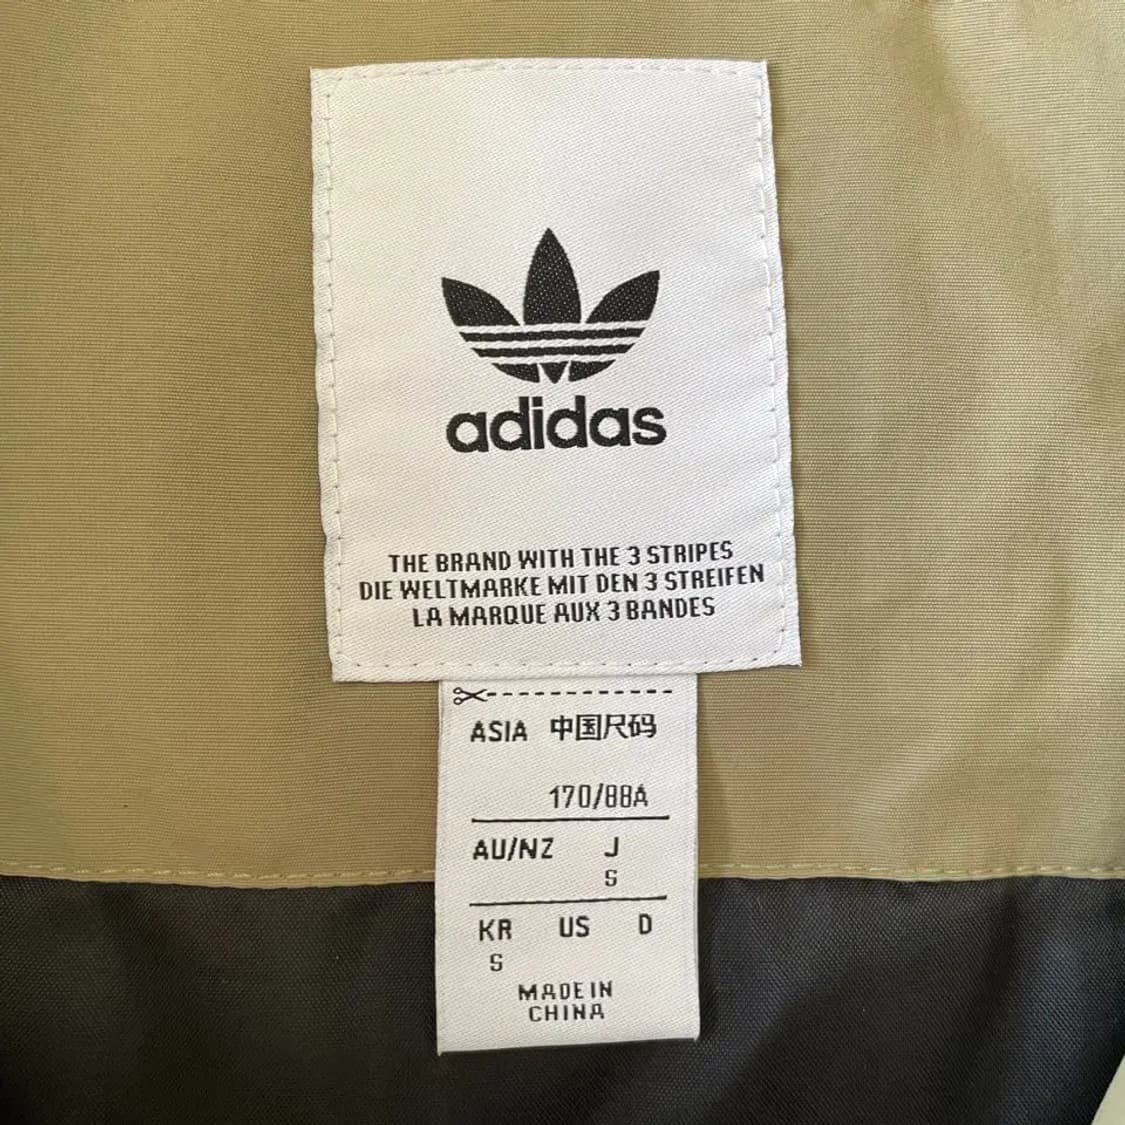 adidas
THE BRAND WITH THE 3 STRIPES
DIE WELTMARKE MIT DEN 3 STREIFEN
LA MARQUE AUX 3 BANDES
ASIA 中国尺码
170/88A
AU/NZ J
S
KR US D
S
MADE IN
CHINA